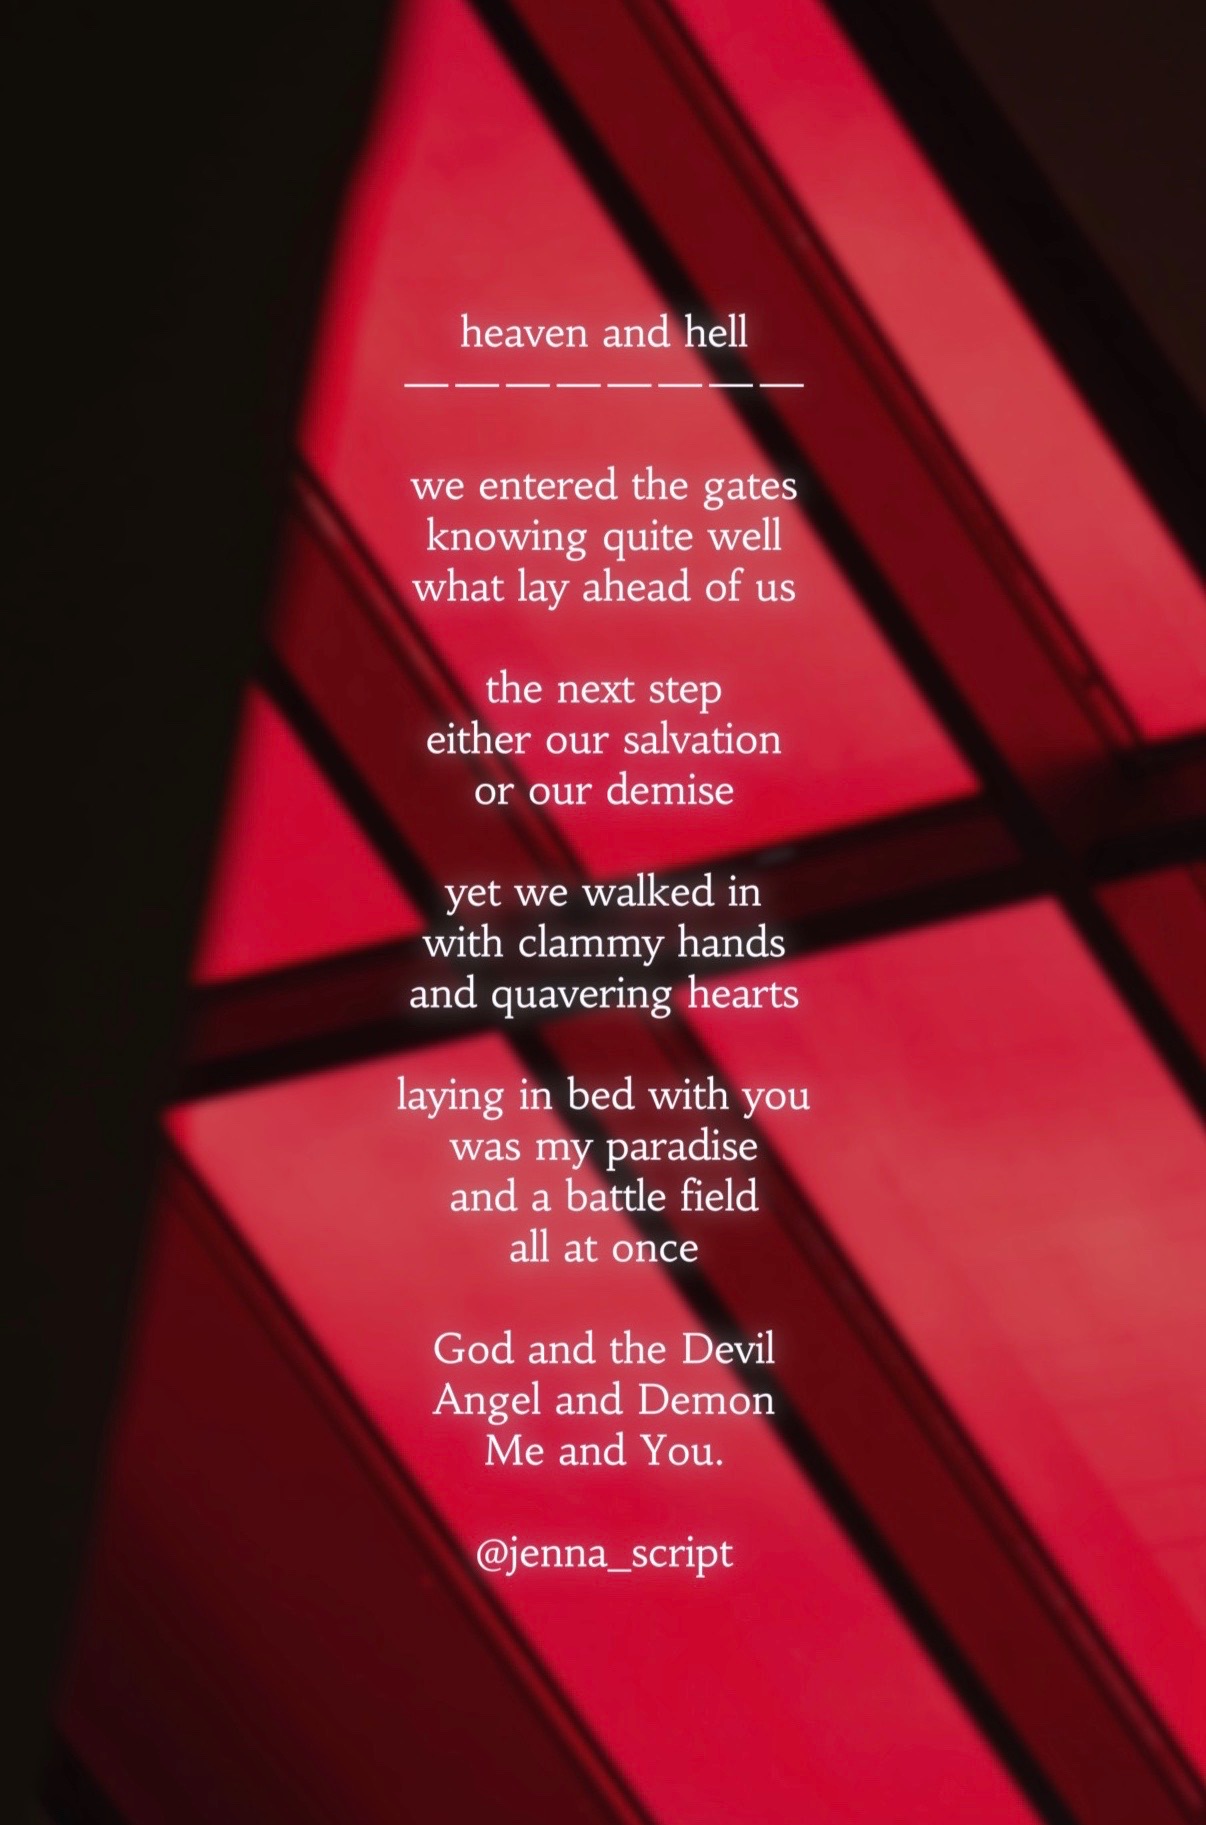 heaven and hell
————————
we entered the gates
knowing quite well
what lay ahead of us
the next step
either our salvation
or our demise
yet we walked in
with clammy hands
and quavering hearts
laying in bed with you
was my paradise
and a battle field
all at once
God and the Devil
Angel and Demon
Me and You.
@jenna_script